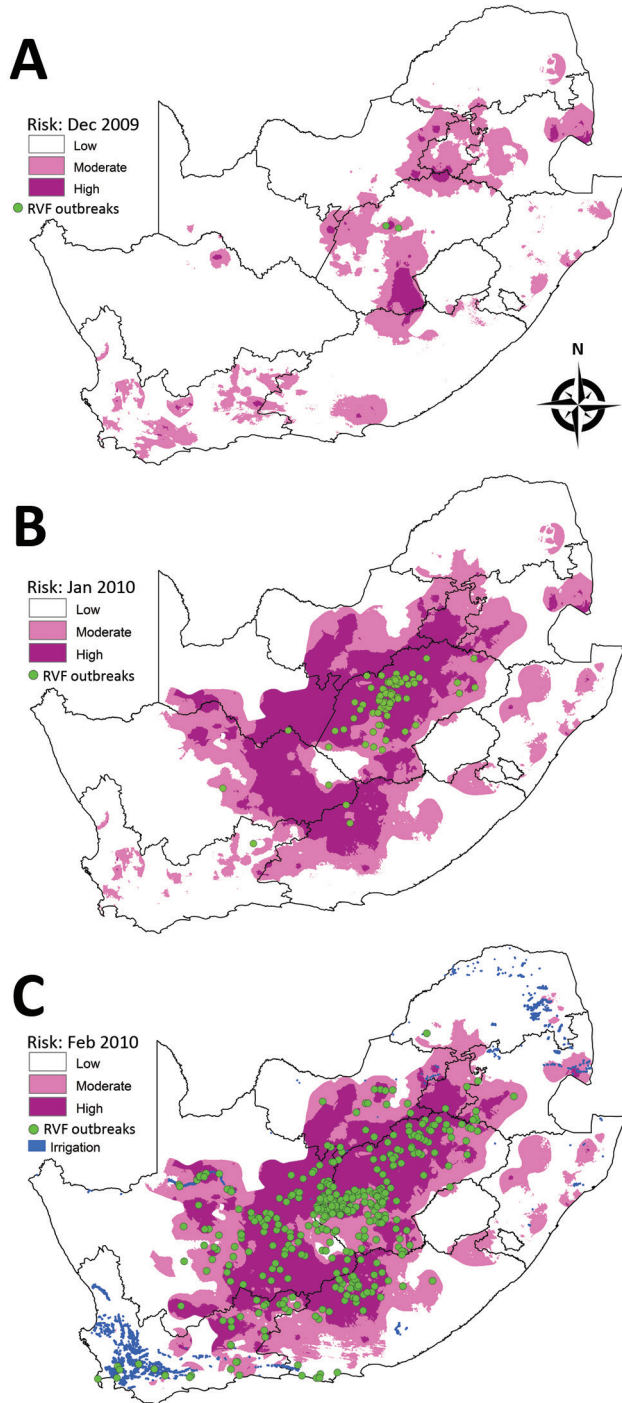 A
Risk: Dec 2009
Low
Moderate
High
RVF outbreaks
N
B
Risk: Jan 2010
Low
Moderate
High
RVF outbreaks
C
Risk: Feb 2010
Low
Moderate
High
RVF outbreaks
Irrigation